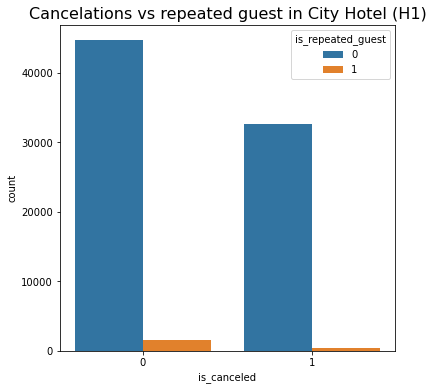 Cancelations vs repeated guest in City Hotel (H1)
is_repeated_guest
0
1
40000
30000
20000
10000
0
count
0
1
is_canceled